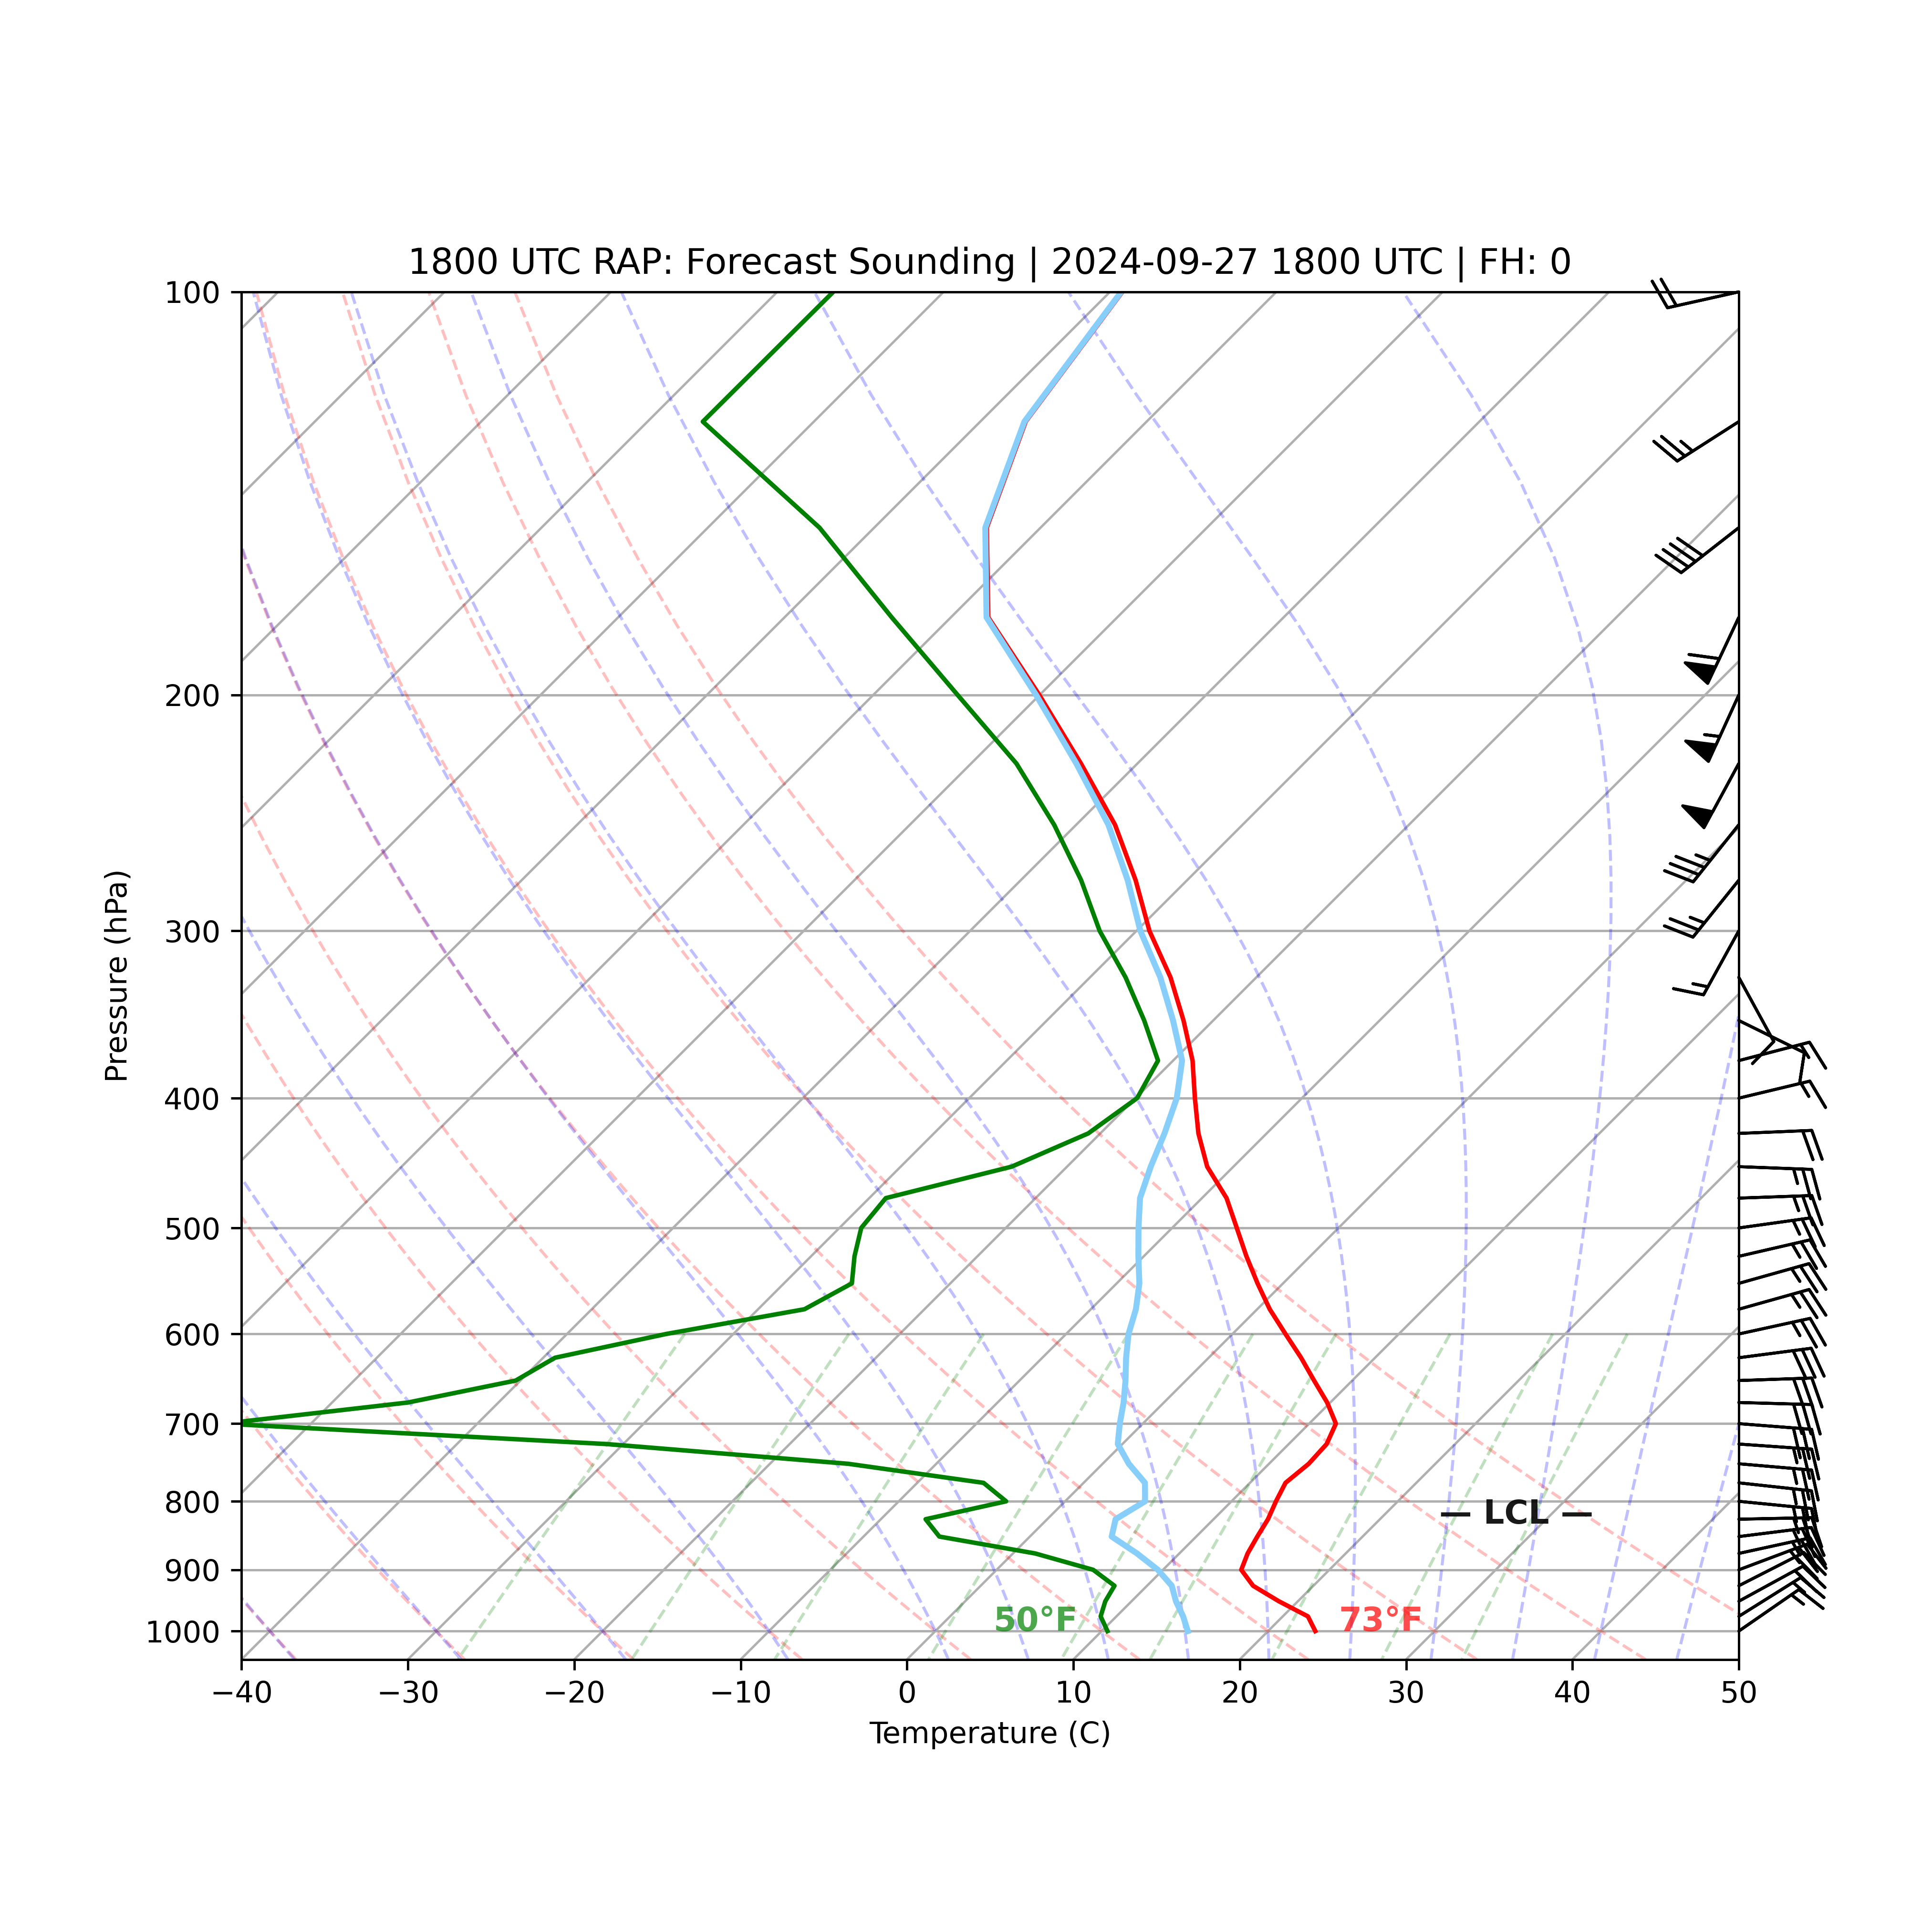 1800 UTC RAP: Forecast Sounding | 2024-09-27 1800 UTC | FH: 0
100
200
300
400
500
600
700
800
900
1000
Pressure (hPa)
— LCL —
50°F
73°F
−40 −30 −20 −10 0 10 20 30 40 50
Temperature (C)